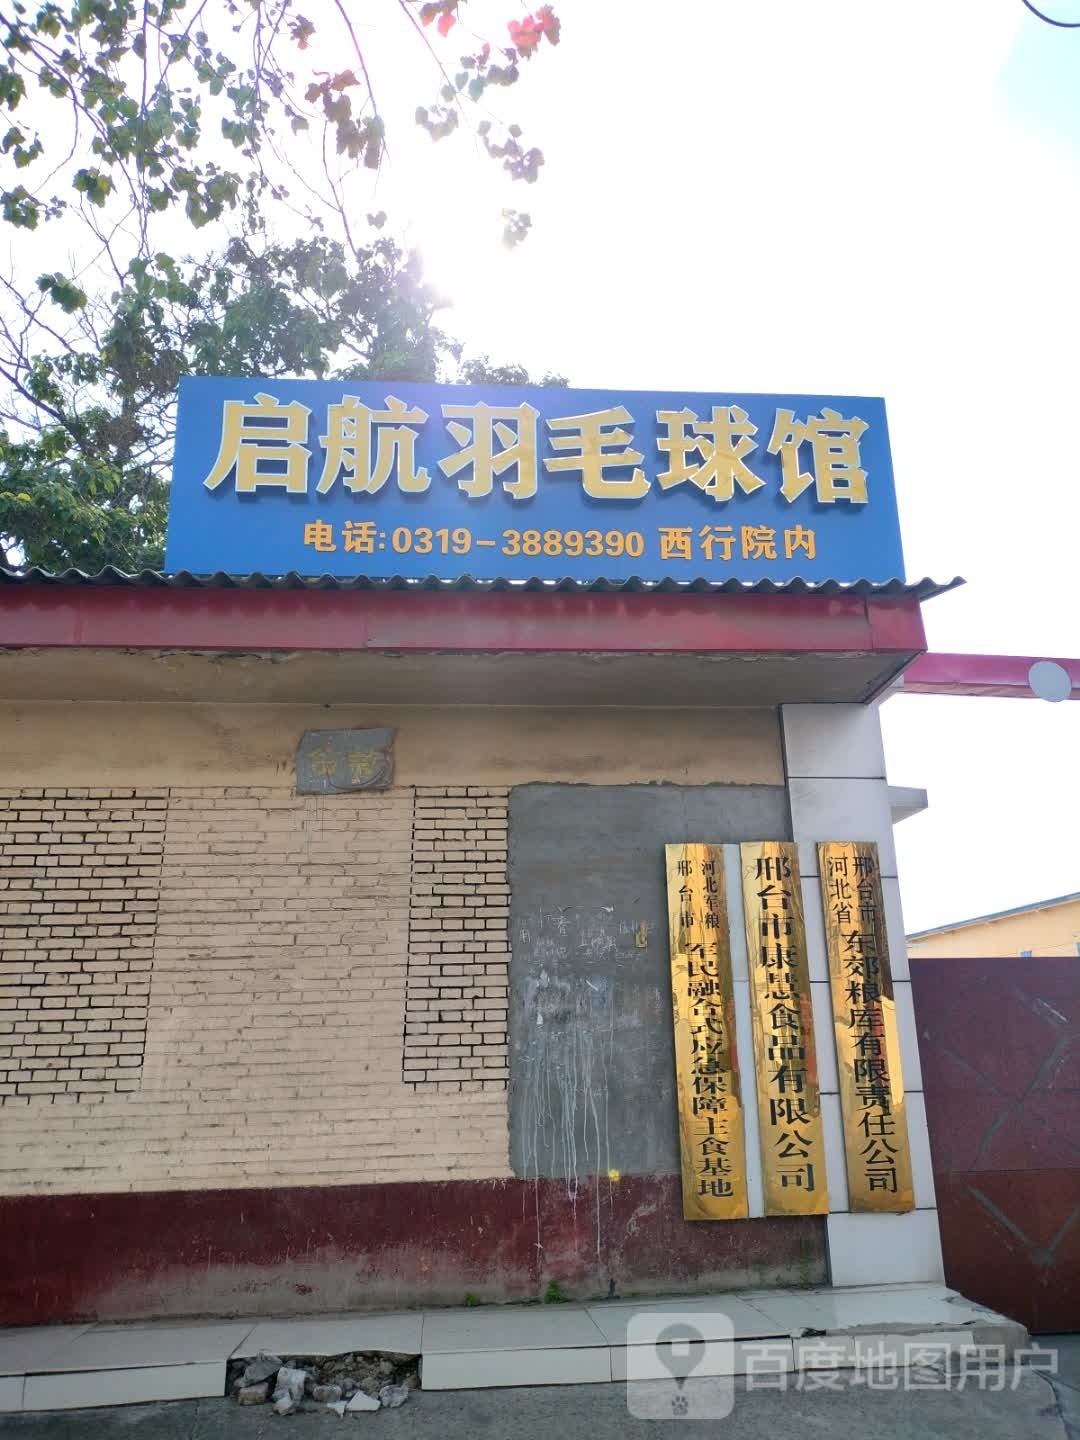 启航羽毛球馆
电话:0319-3889390 西行院内
河北军粮
邢台市
军民融合式应急保障主食基地
邢台市康慧食品有限公司
邢台市
河北省
东郊粮库有限责任公司
百度地图用户